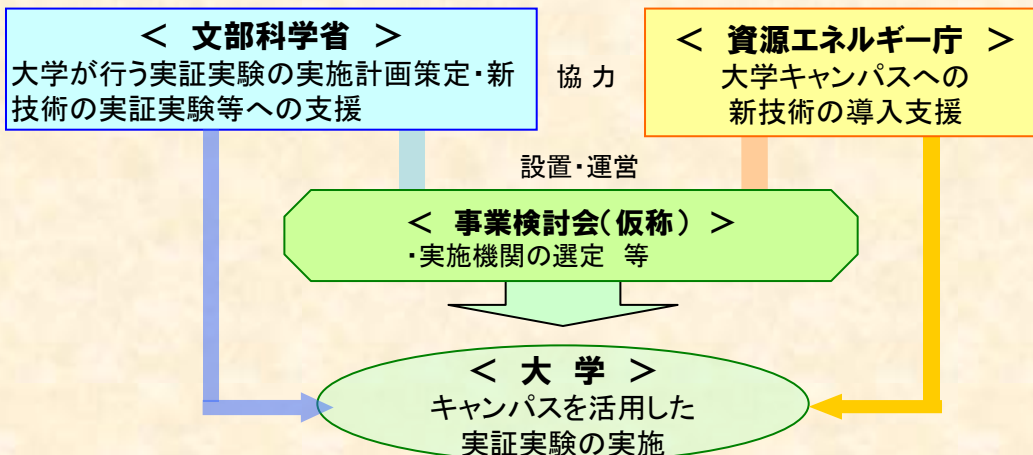 < 文部科学省 >
大学が行う実証実験の実施計画策定・新
技術の実証実験等への支援
協 力
< 資源エネルギー庁 >
大学キャンパスへの
新技術の導入支援
設置・運営
< 事業検討会(仮称) >
・実施機関の選定 等
< 大 学 >
キャンパスを活用した
実証実験の実施